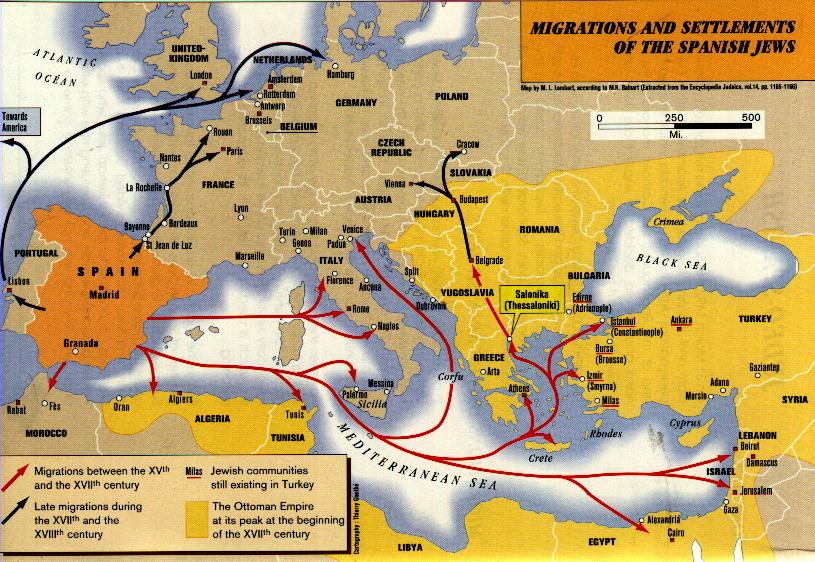 MIGRATIONS AND SETTLEMENTS
OF THE SPANISH JEWS
Map by M. L. Lombart, according to M.H. Bainart (Extracted from the Encyclopedia Judaica, vol.14, pp. 1165-1166)
0 250 500
Mi.
ATLANTIC
OCÉAN
Towards
America
UNITED-
KINGDOM
London
NETHERLANDS
Amsterdam
Rotterdam
Antwerp
Brussels
BELGIUM
Hamburg
GERMANY
POLAND
CZECH
REPUBLIC
Cracow
SLOVAKIA
Vienna
AUSTRIA
Budapest
HUNGARY
ROMANIA
Crimea
BLACK SEA
Rouen
Paris
Nantes
La Rochelle
FRANCE
Lyon
Bordeaux
Bayonne
St Jean de Luz
Marseille
Turin
Milan
Genoa
Venice
Padua
ITALY
Florence
Ancona
Rome
Naples
Split
Dubrovnik
Belgrade
YUGOSLAVIA
BULGARIA
Salonika
(Thessaloniki)
Edirne
(Adrianople)
Istanbul
(Constantinople)
Bursa
(Brousse)
Ankara
TURKEY
Izmir
(Smyrna)
Milas
Gaziantep
Adana
Mersin
SYRIA
PORTUGAL
Lisbon
SPAIN
Madrid
Granada
GREECE
Arta
Athens
Corfu
Messina
Palermo
Sicilia
Crete
Rhodes
Cyprus
LEBANON
Beirut
Damascus
ISRAEL
Jerusalem
Gaza
Rabat
Fès
MOROCCO
Oran
Algiers
ALGERIA
Tunis
TUNISIA
MEDITERRANEAN SEA
LIBYA
EGYPT
Alexandria
Cairo
Migrations between the XVth
and the XVIIth century
Late migrations during
the XVIIth and the
XVIIIth century
Milas
Jewish communities
still existing in Turkey
The Ottoman Empire
at its peak at the beginning
of the XVIIth century